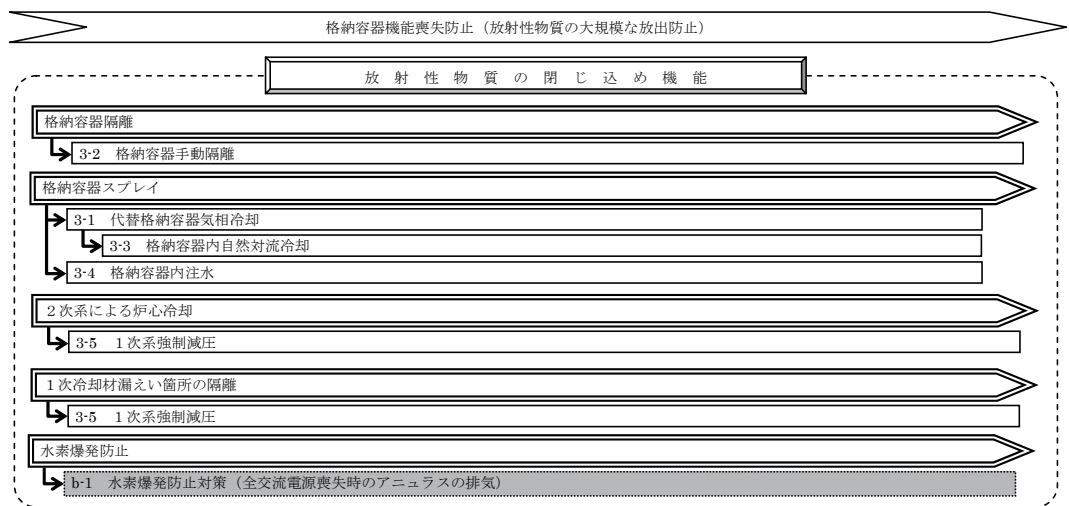 格納容器機能喪失防止（放射性物質の大規模な放出防止）
放射性物質の閉じ込め機能
格納容器隔離
3-2 格納容器手動隔離
格納容器スプレイ
3-1 代替格納容器気相冷却
3-3 格納容器内自然対流冷却
3-4 格納容器内注水
２次系による炉心冷却
3-5 １次系強制減圧
１次冷却材漏えい箇所の隔離
3-5 １次系強制減圧
水素爆発防止
b-1 水素爆発防止対策（全交流電源喪失時のアニュラスの排気）